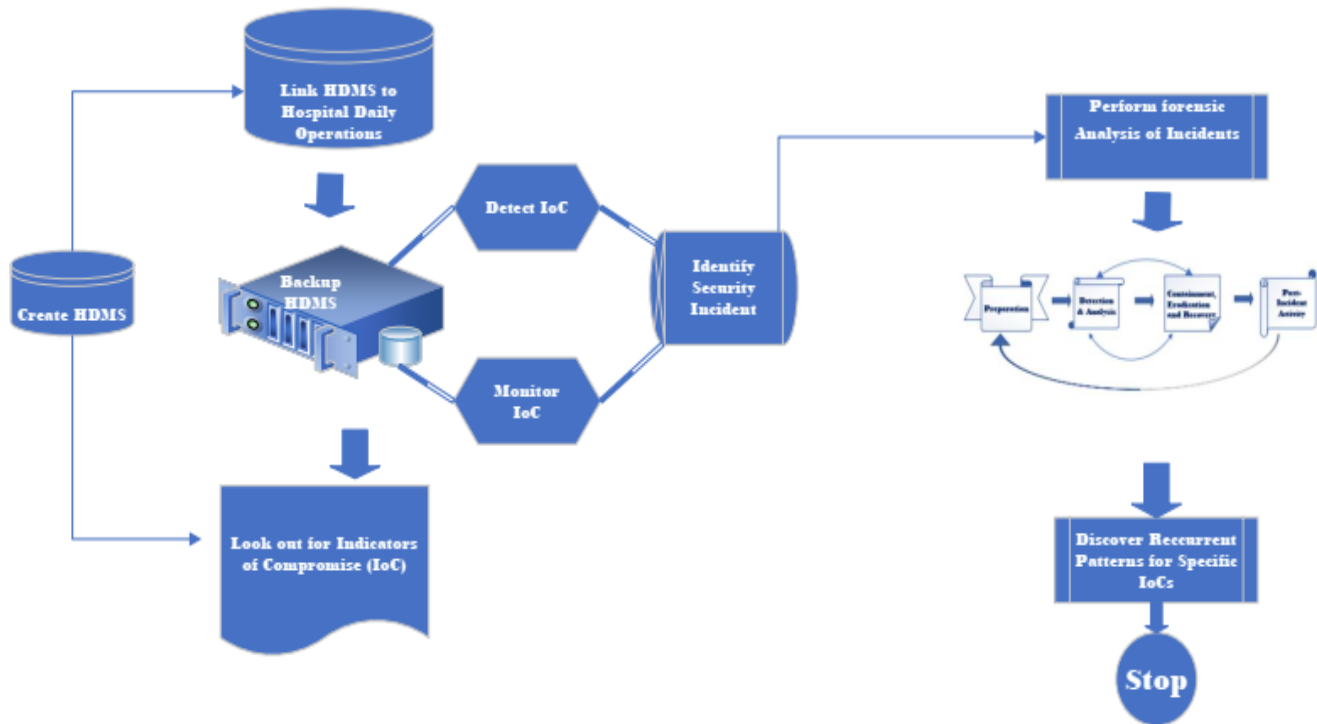 Link HDMS to
Hospital Daily
Operations
Create HDMS
Backup
HDMS
Look out for Indicators
of Compromise (IoC)
Detect IoC
Monitor
IoC
Identify
Security
Incident
Perform forensic
Analysis of Incidents
Preparation
Detection
& Analysis
Containment,
Eradication
and Recovery
Post-
Incident
Activity
Discover Reccurrent
Patterns for Specific
IoCs
Stop